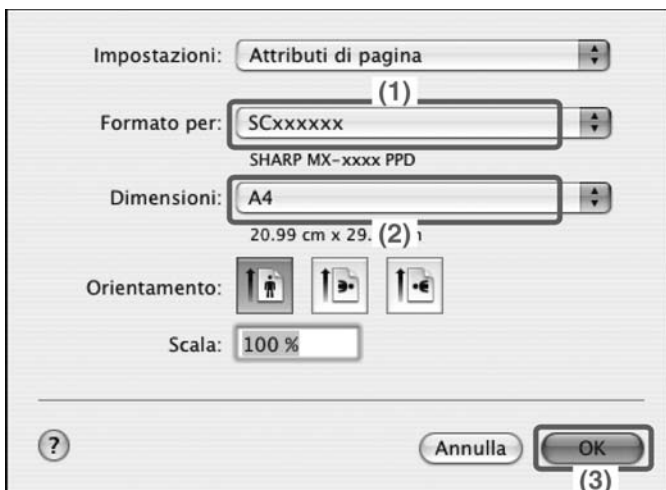 Impostazioni: Attributi di pagina
(1)
Formato per: SCxxxxxx
SHARP MX-xxxx PPD
Dimensioni: A4
20.99 cm x 29.
(2)
Orientamento:
Scala: 100 %
? Annulla OK
(3)